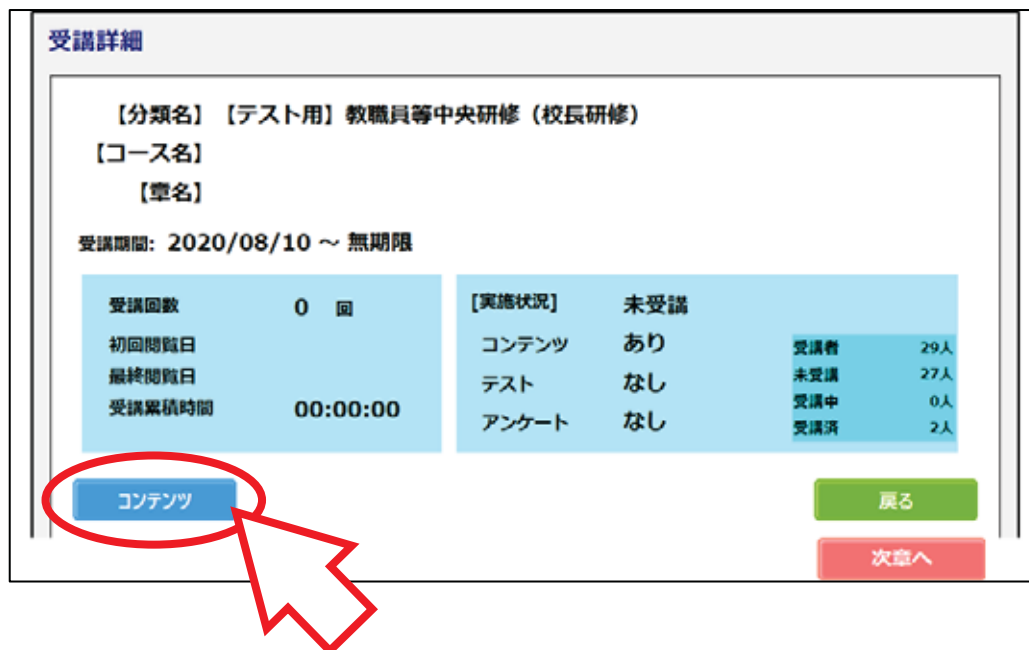 受講詳細
【分類名】【テスト用】教職員等中央研修（校長研修）
【コース名】
【章名】
受講期間: 2020/08/10 ～ 無期限
受講回数 0 回
初回閲覧日
最終閲覧日
受講累積時間 00:00:00
[実施状況] 未受講
コンテンツ あり
テスト なし
アンケート なし
受講者 29人
未受講 27人
受講中 0人
受講済 2人
コンテンツ
戻る
次章へ